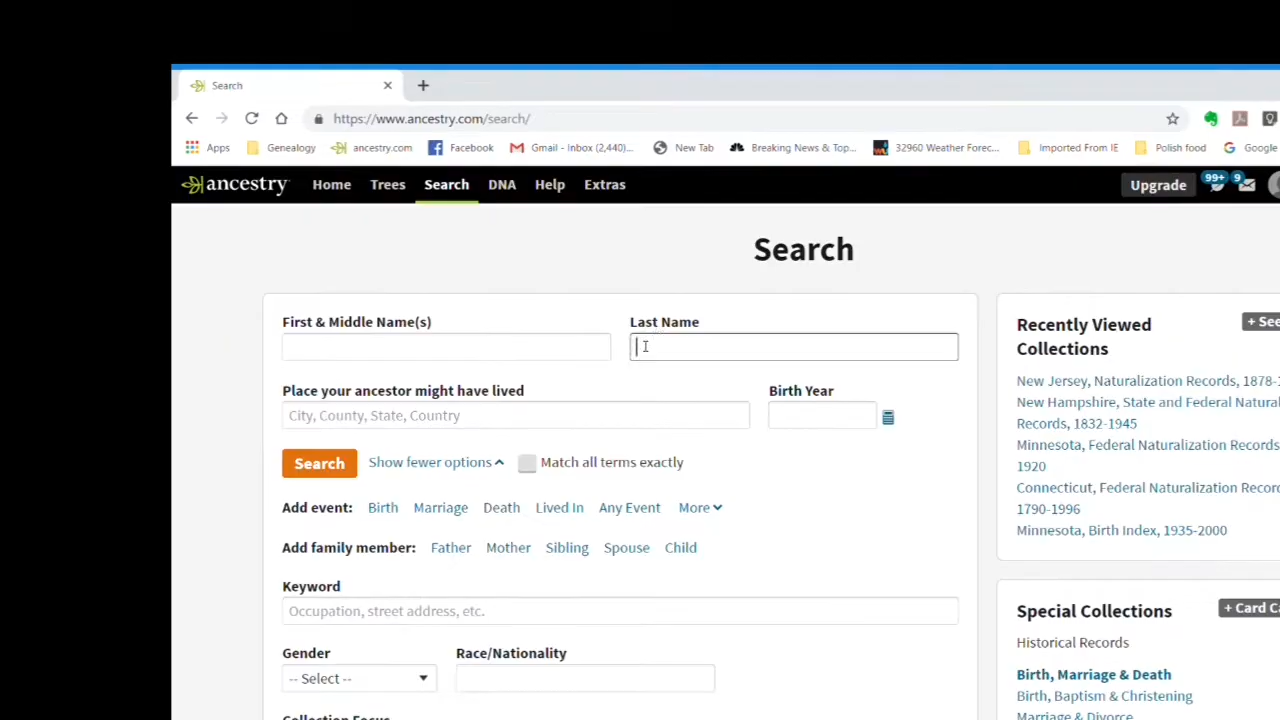 Search
https://www.ancestry.com/search/
Apps Genealogy ancestry.com Facebook Gmail - Inbox (2,440)... New Tab Breaking News & Top... 32960 Weather Forec... Imported From IE Polish food Google
ancestry Home Trees Search DNA Help Extras Upgrade 99+ 9
Search
First & Middle Name(s) Last Name
Place your ancestor might have lived Birth Year
City, County, State, Country
Search Show fewer options Match all terms exactly
Add event: Birth Marriage Death Lived In Any Event More
Add family member: Father Mother Sibling Spouse Child
Keyword
Occupation, street address, etc.
Gender Race/Nationality
-- Select --
Collection Focus
Recently Viewed + See
Collections
New Jersey, Naturalization Records, 1878-
New Hampshire, State and Federal Natural
Records, 1832-1945
Minnesota, Federal Naturalization Records
1920
Connecticut, Federal Naturalization Record
1790-1996
Minnesota, Birth Index, 1935-2000
Special Collections + Card Ca
Historical Records
Birth, Marriage & Death
Birth, Baptism & Christening
Marriage & Divorce